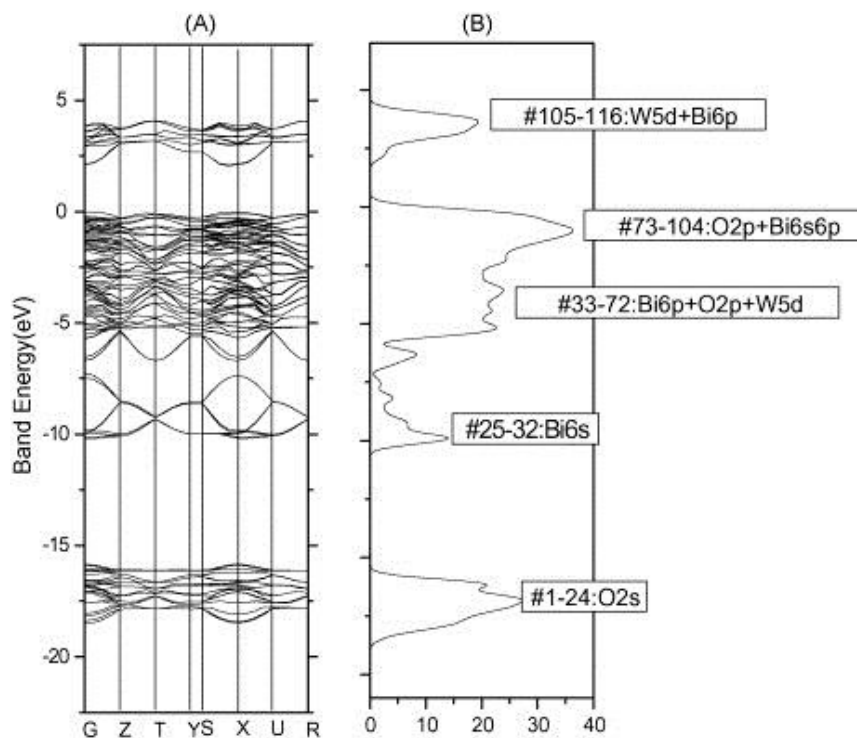 (A)
(B)
Band Energy(eV)
5
0
-5
-10
-15
-20
G Z T Y S X U R
#105-116:W5d+Bi6p
#73-104:O2p+Bi6s6p
#33-72:Bi6p+O2p+W5d
#25-32:Bi6s
#1-24:O2s
0 10 20 30 40